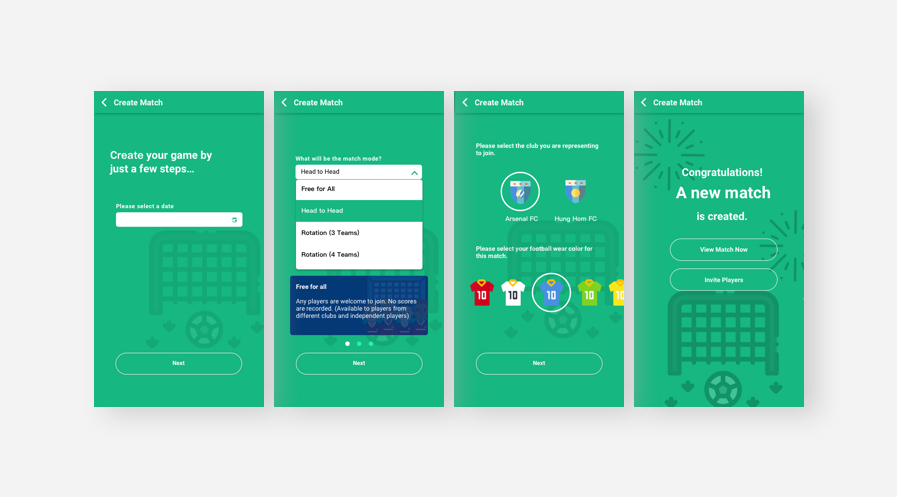 Create Match
Create your game by
just a few steps...
Please select a date
Next
Create Match
What will be the match mode?
Head to Head
Free for All
Head to Head
Rotation (3 Teams)
Rotation (4 Teams)
Free for all
Any players are welcome to join. No scores
are recorded. (Available to players from
different clubs and independent players)
Next
Create Match
Please select the club you are representing
to join.
Arsenal FC
Hung Hom FC
Please select your football wear color for
this match.
10
10
10
10
10
Next
Create Match
Congratulations!
A new match
is created.
View Match Now
Invite Players